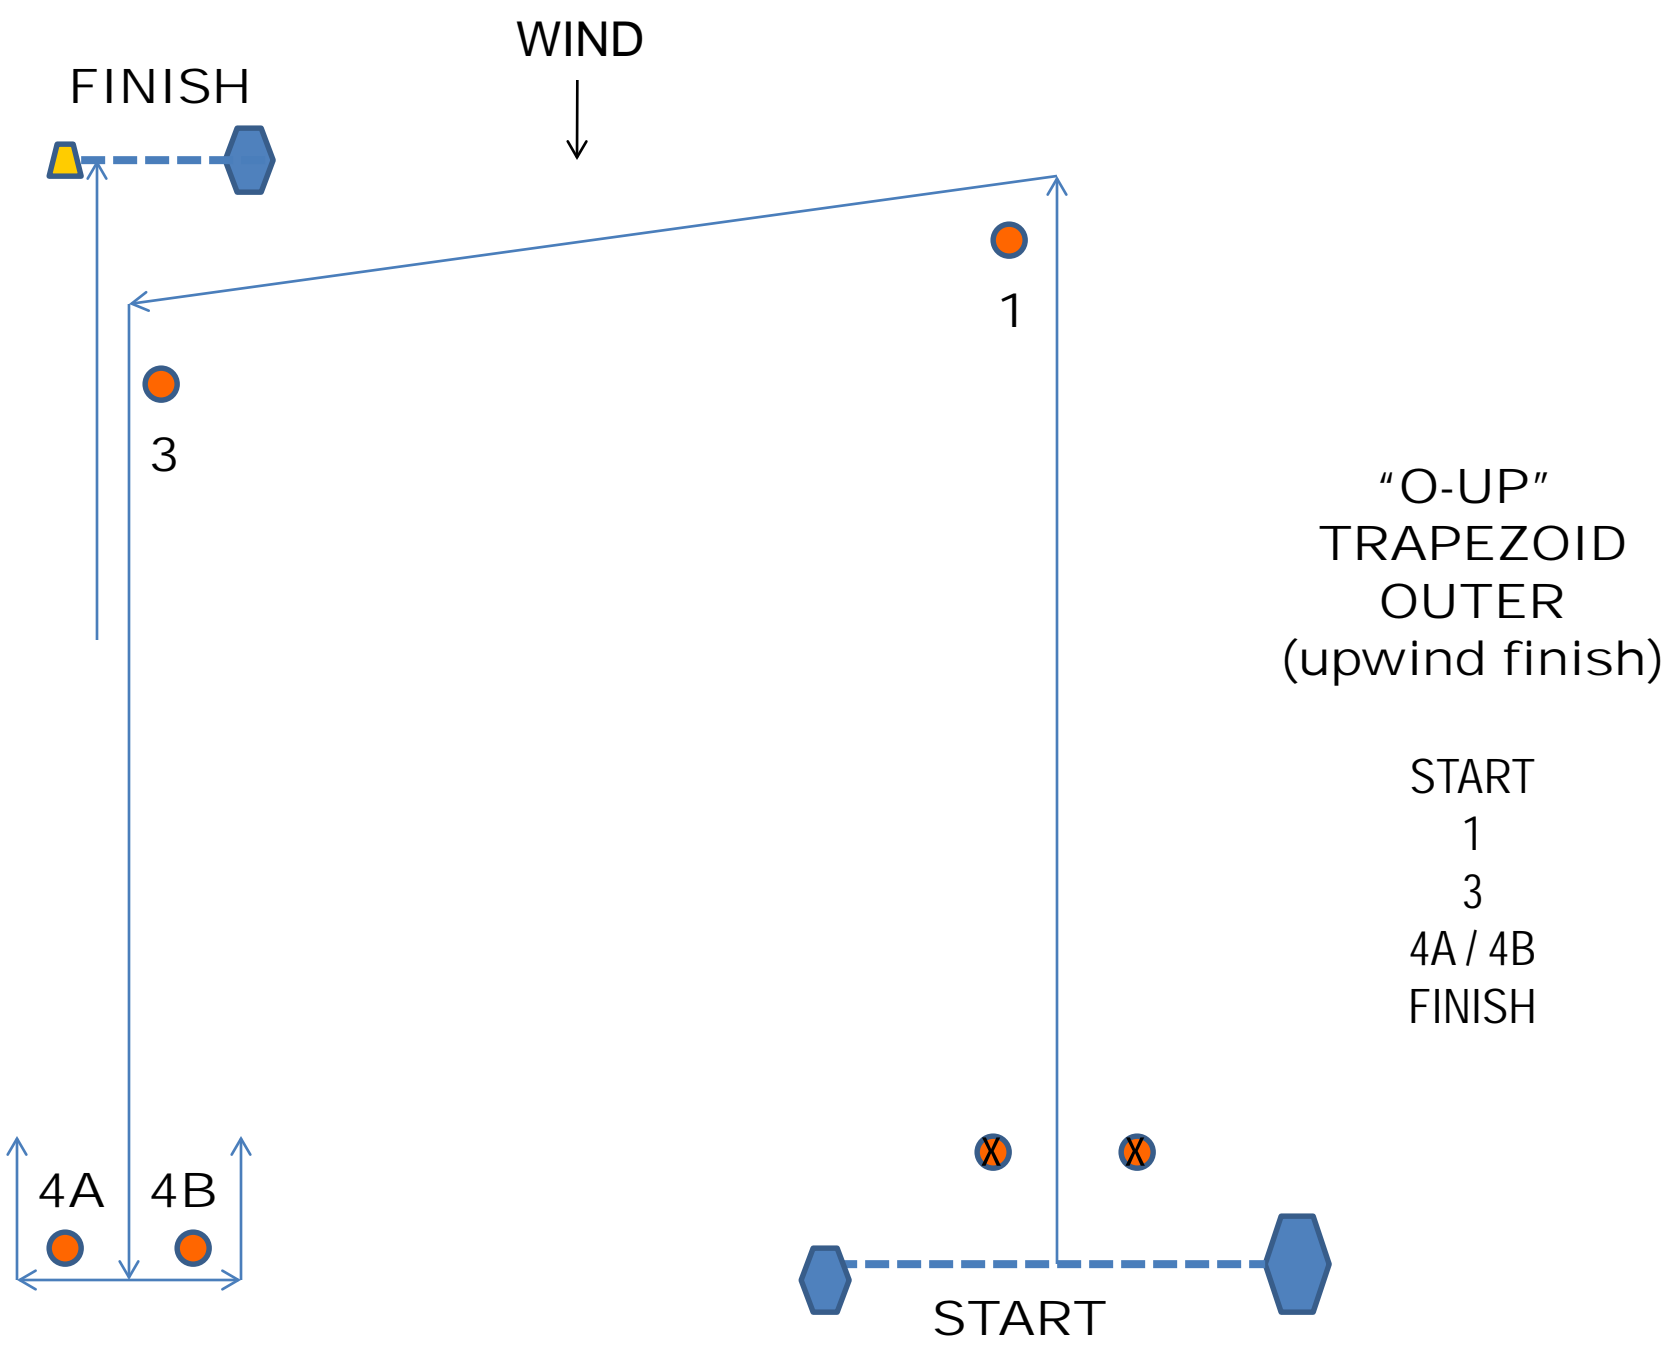 WIND
FINISH
1
3
“O-UP”
TRAPEZOID
OUTER
(upwind finish)
START
1
3
4A / 4B
FINISH
X X
4A 4B
START